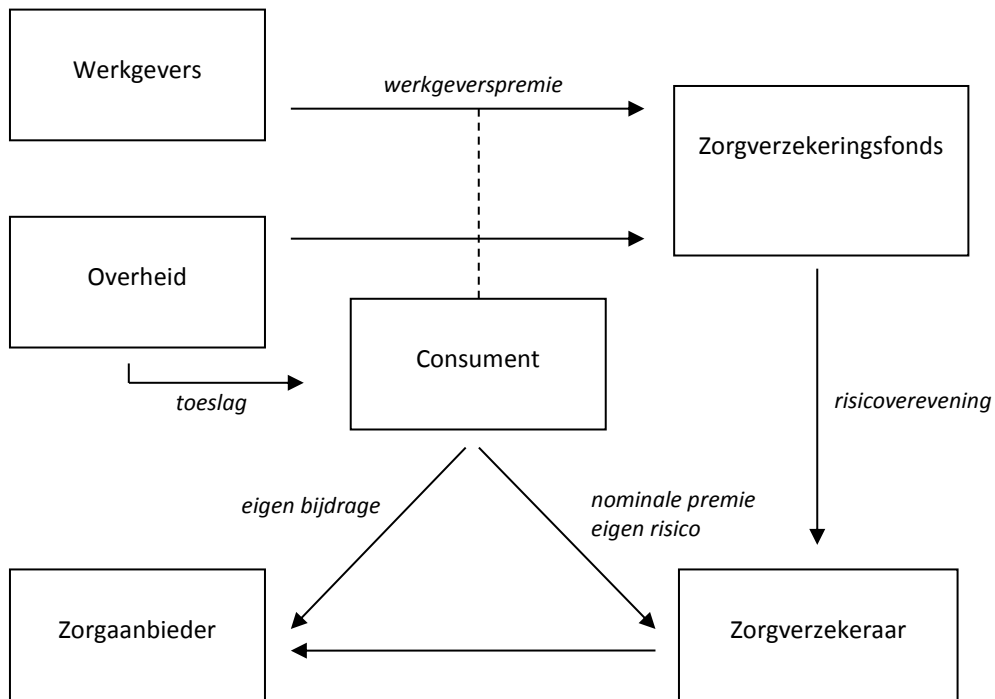 Werkgevers
werkgeverspremie
Zorgverzekeringsfonds
Overheid
Consument
toeslag
risicoverevening
eigen bijdrage
nominale premie
eigen risico
Zorgaanbieder
Zorgverzekeraar